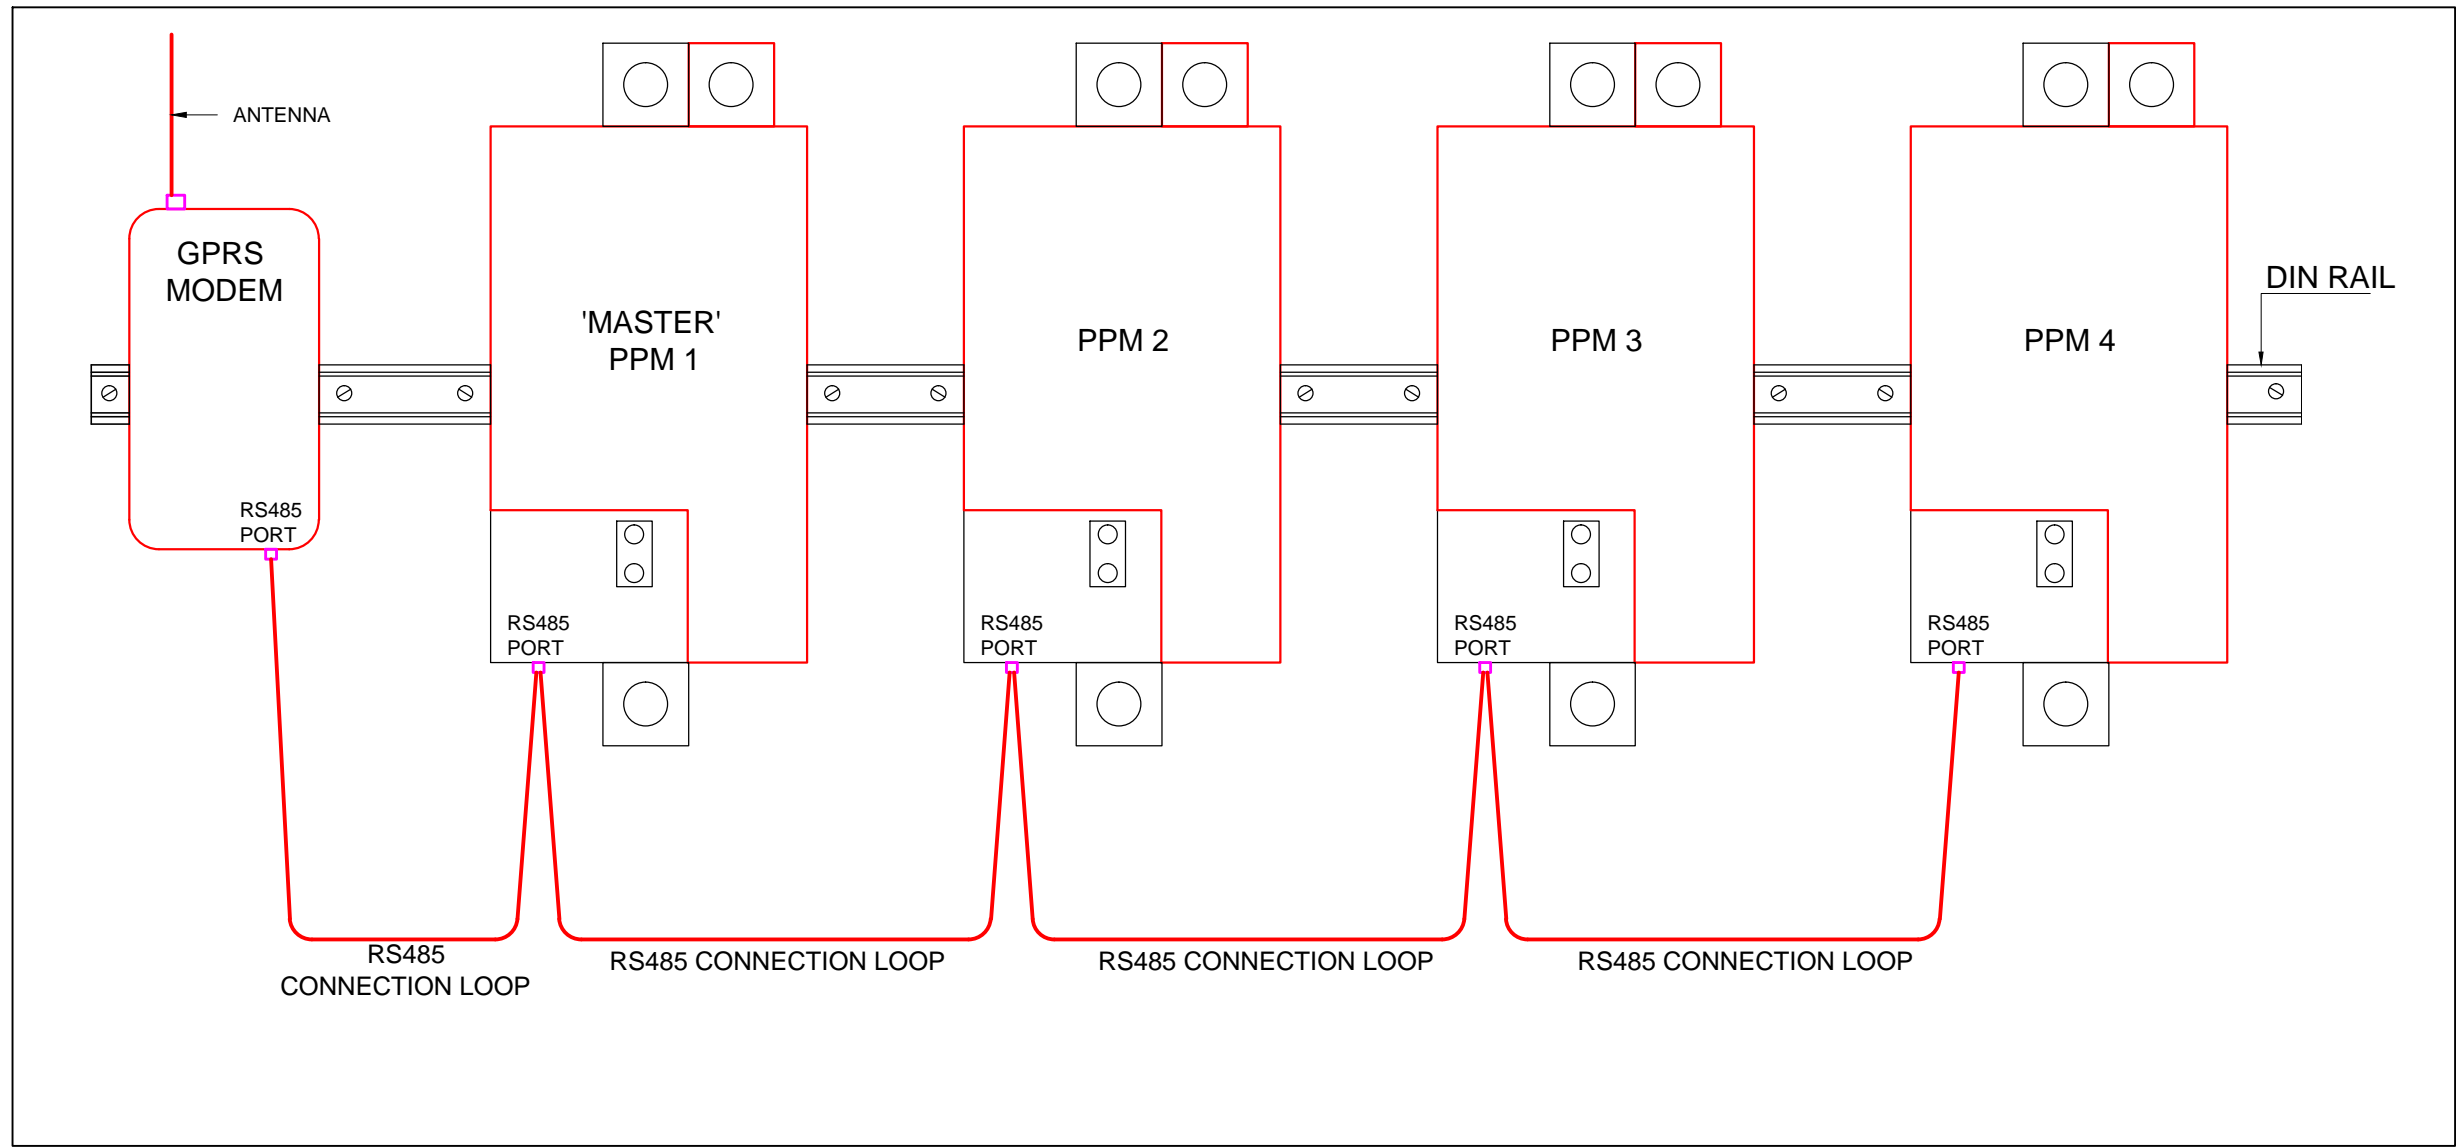 ANTENNA
GPRS
MODEM
'MASTER'
PPM 1
PPM 2
PPM 3
PPM 4
DIN RAIL
RS485
PORT
RS485
PORT
RS485
PORT
RS485
PORT
RS485
PORT
RS485
CONNECTION LOOP
RS485 CONNECTION LOOP
RS485 CONNECTION LOOP
RS485 CONNECTION LOOP